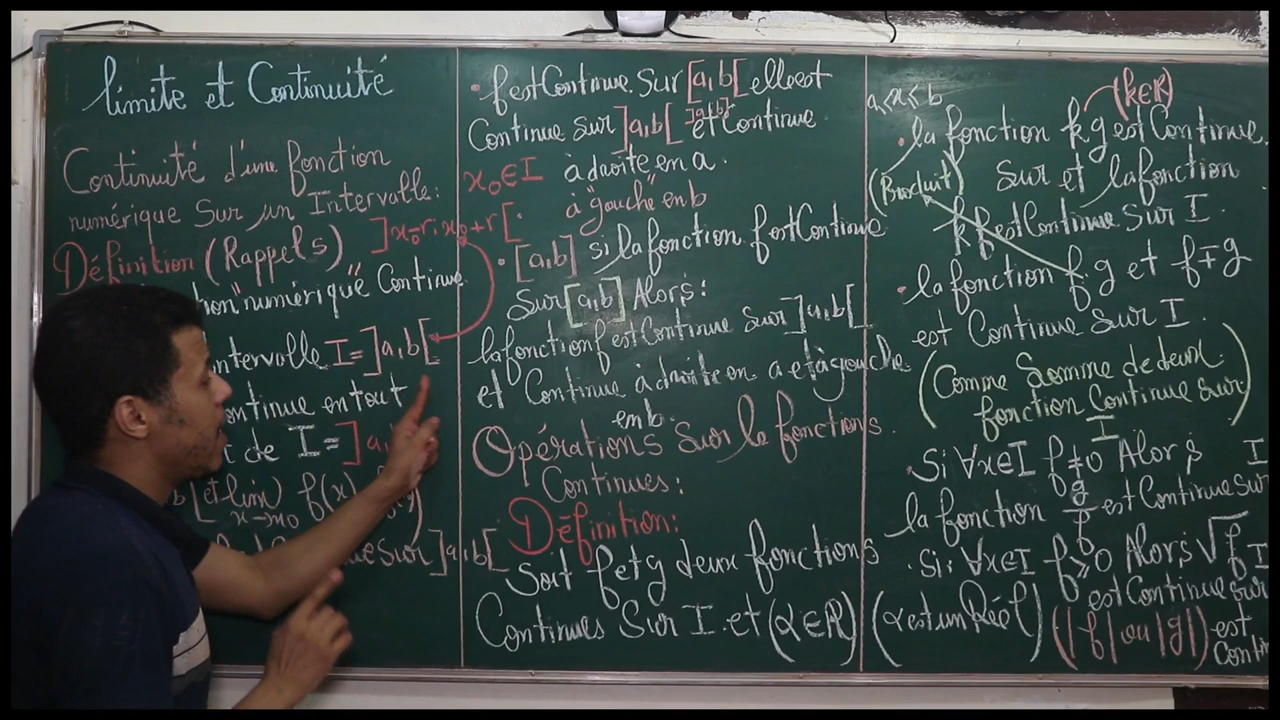 limite et Continuité
Continuité d'une fonction
numérique Sur un Intervalle:
Définition (Rappels)
]x₀-r; x₀+r[
numérique Continue
I=]a,b[
en tout
de I=]a,
b[ et lim f(x)
x→x₀
Sur ]a,b[
• f est Continue Sur [a,b[ elle est
Continue sur ]a,b[ et Continue
]a,b]
x₀∈I à droite en a.
à "gauche" en b
• [a,b] si la fonction f est Continue
Sur [a,b] Alors:
la fonction f est Continue sur ]a,b[
et Continue à droite en a et à gauche
en b.
Opérations Sur le fonctions
Continues:
Définition:
Soit f et g deux fonctions
Continues Sur I. et (α∈ℝ)
a≤x≤b
(k∈ℝ)
• la fonction k g est Continue
(Produit) Sur et la fonction
k f est Continue Sur I.
• la fonction f.g et f∓g
est Continue Sur I.
(Comme Somme de deux
fonction Continue sur
I)
• Si ∀x∈I f≠0 Alors I
la fonction g/f est Continue sur
• Si: ∀x∈I f≥0 Alors √f I
est Continue sur
(α est un Réel) (|f| ou |g|) est